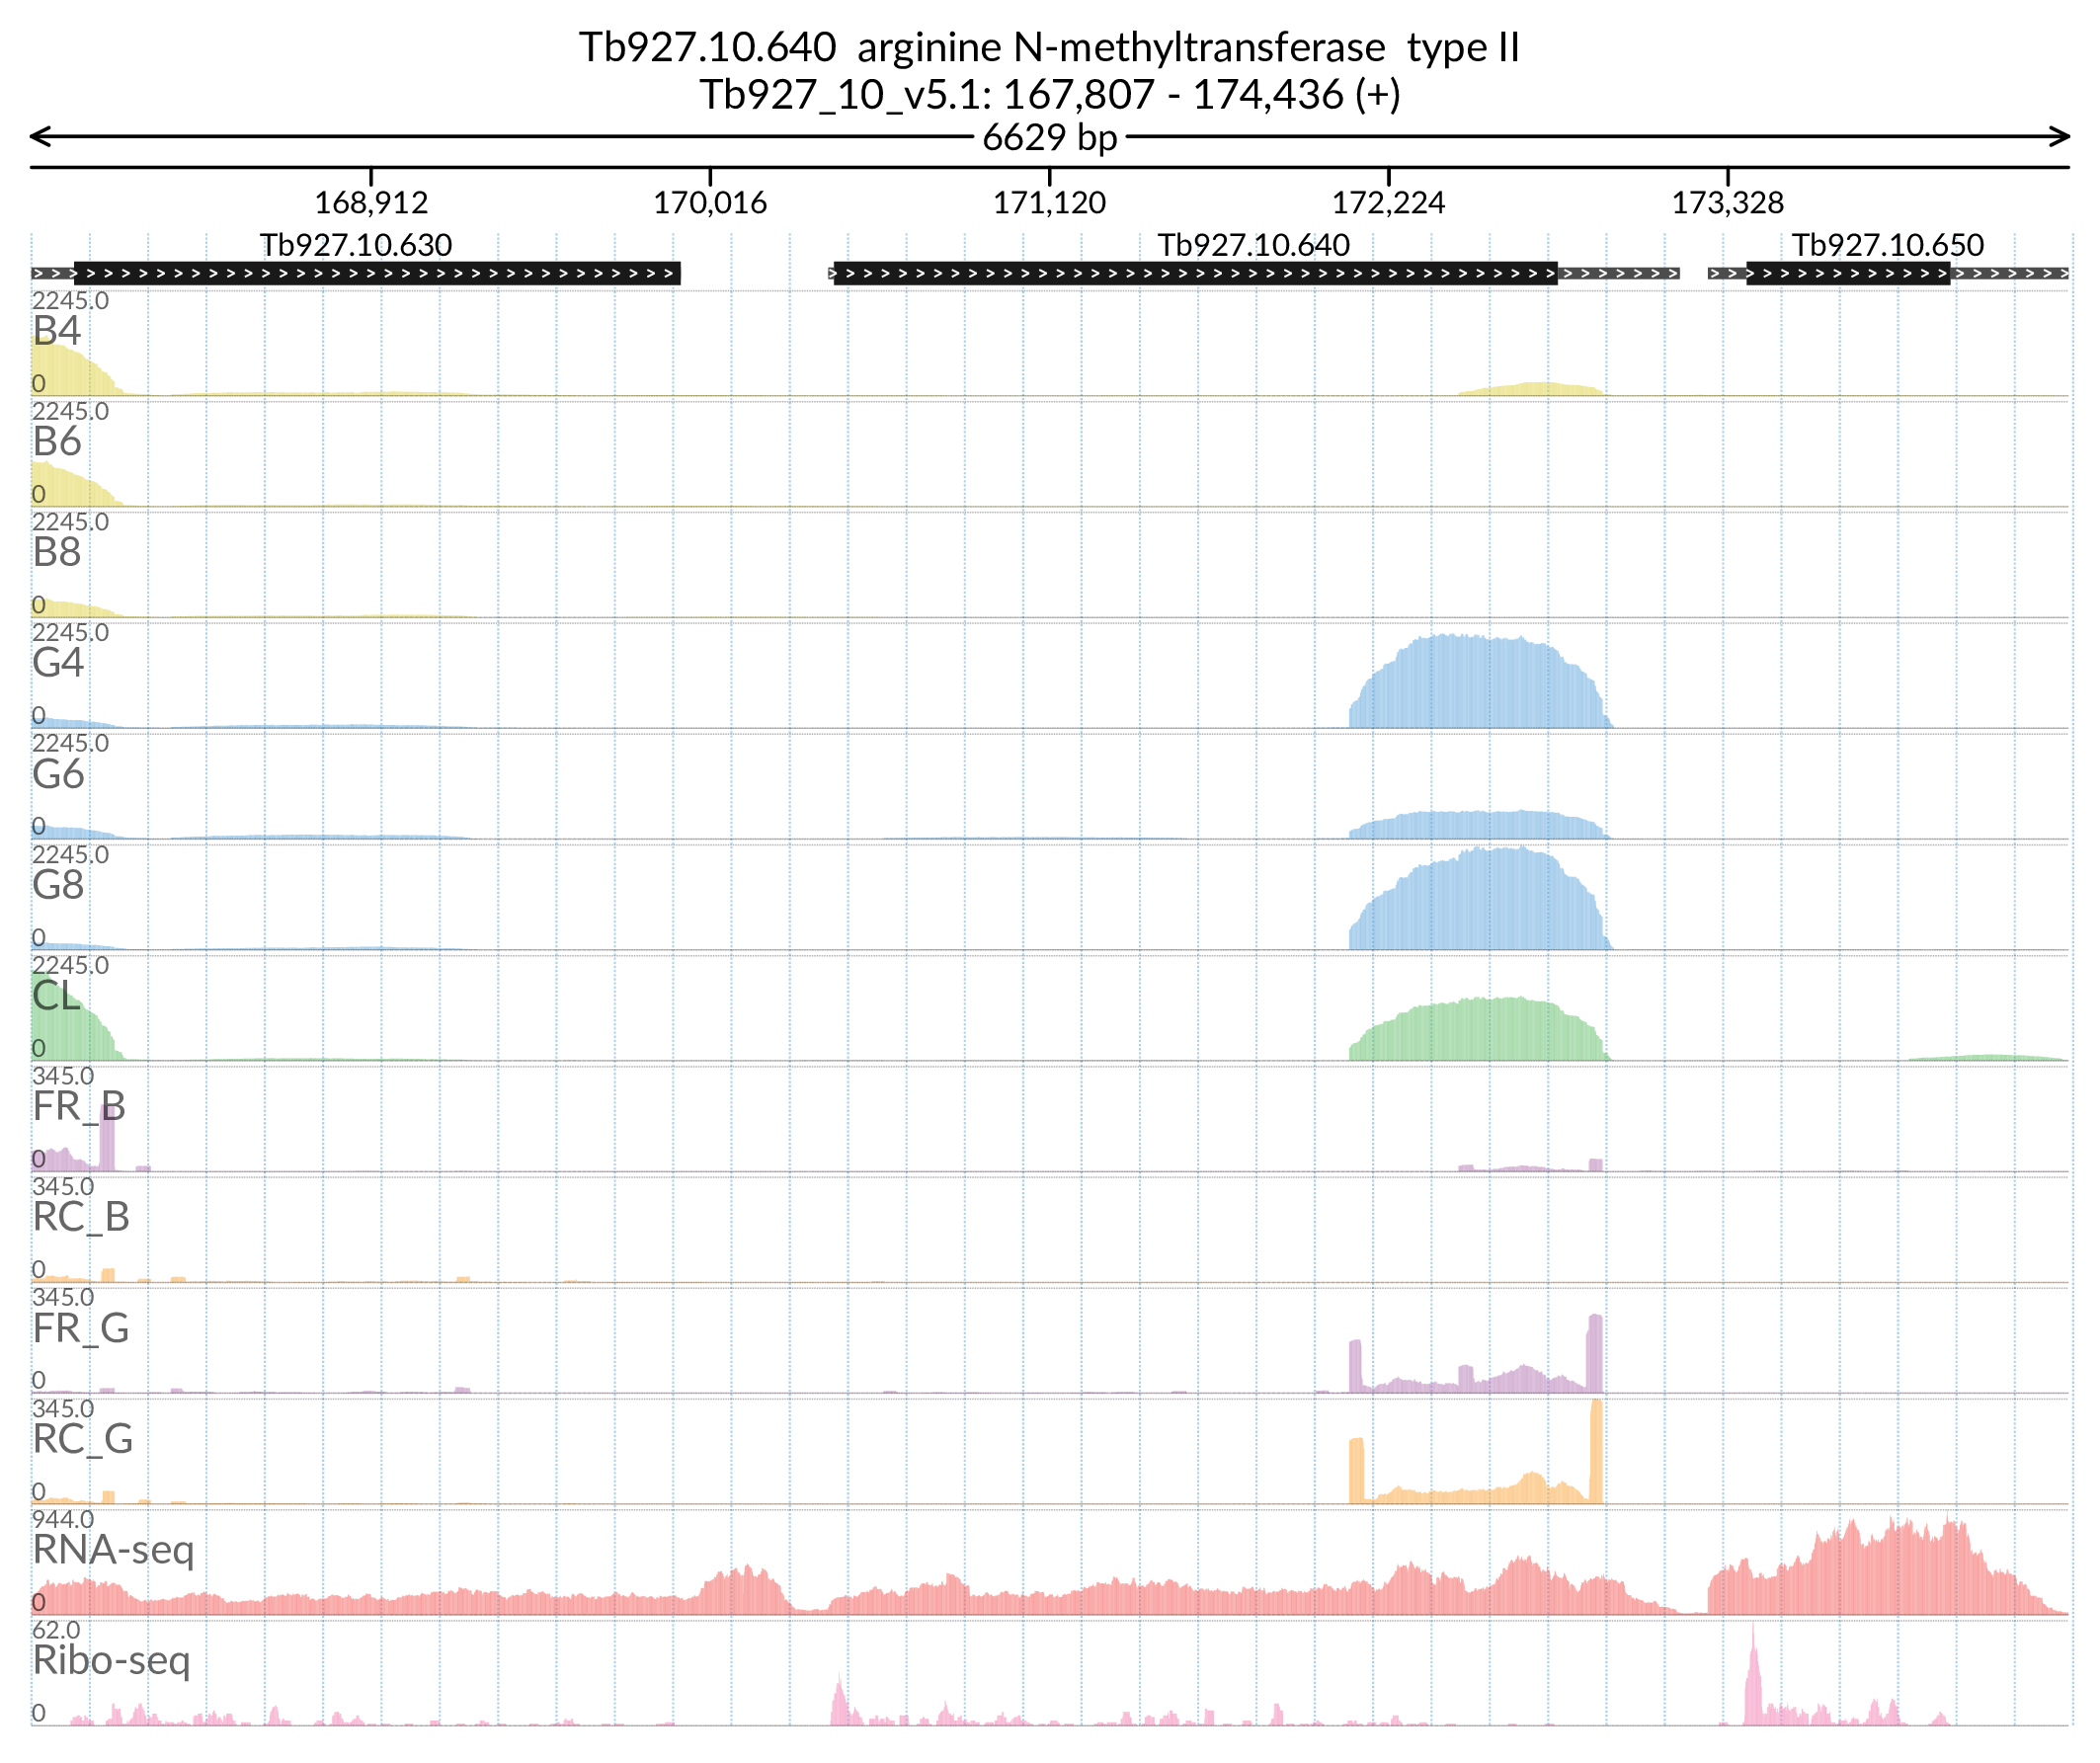 Tb927.10.640  arginine N-methyltransferase  type II
Tb927_10_v5.1: 167,807 - 174,436 (+)
6629 bp
168,912 170,016 171,120 172,224 173,328
Tb927.10.630 Tb927.10.640 Tb927.10.650
2245.0
B4
0
2245.0
B6
0
2245.0
B8
0
2245.0
G4
0
2245.0
G6
0
2245.0
G8
0
2245.0
CL
0
345.0
FR_B
0
345.0
RC_B
0
345.0
FR_G
0
345.0
RC_G
0
944.0
RNA-seq
0
62.0
Ribo-seq
0